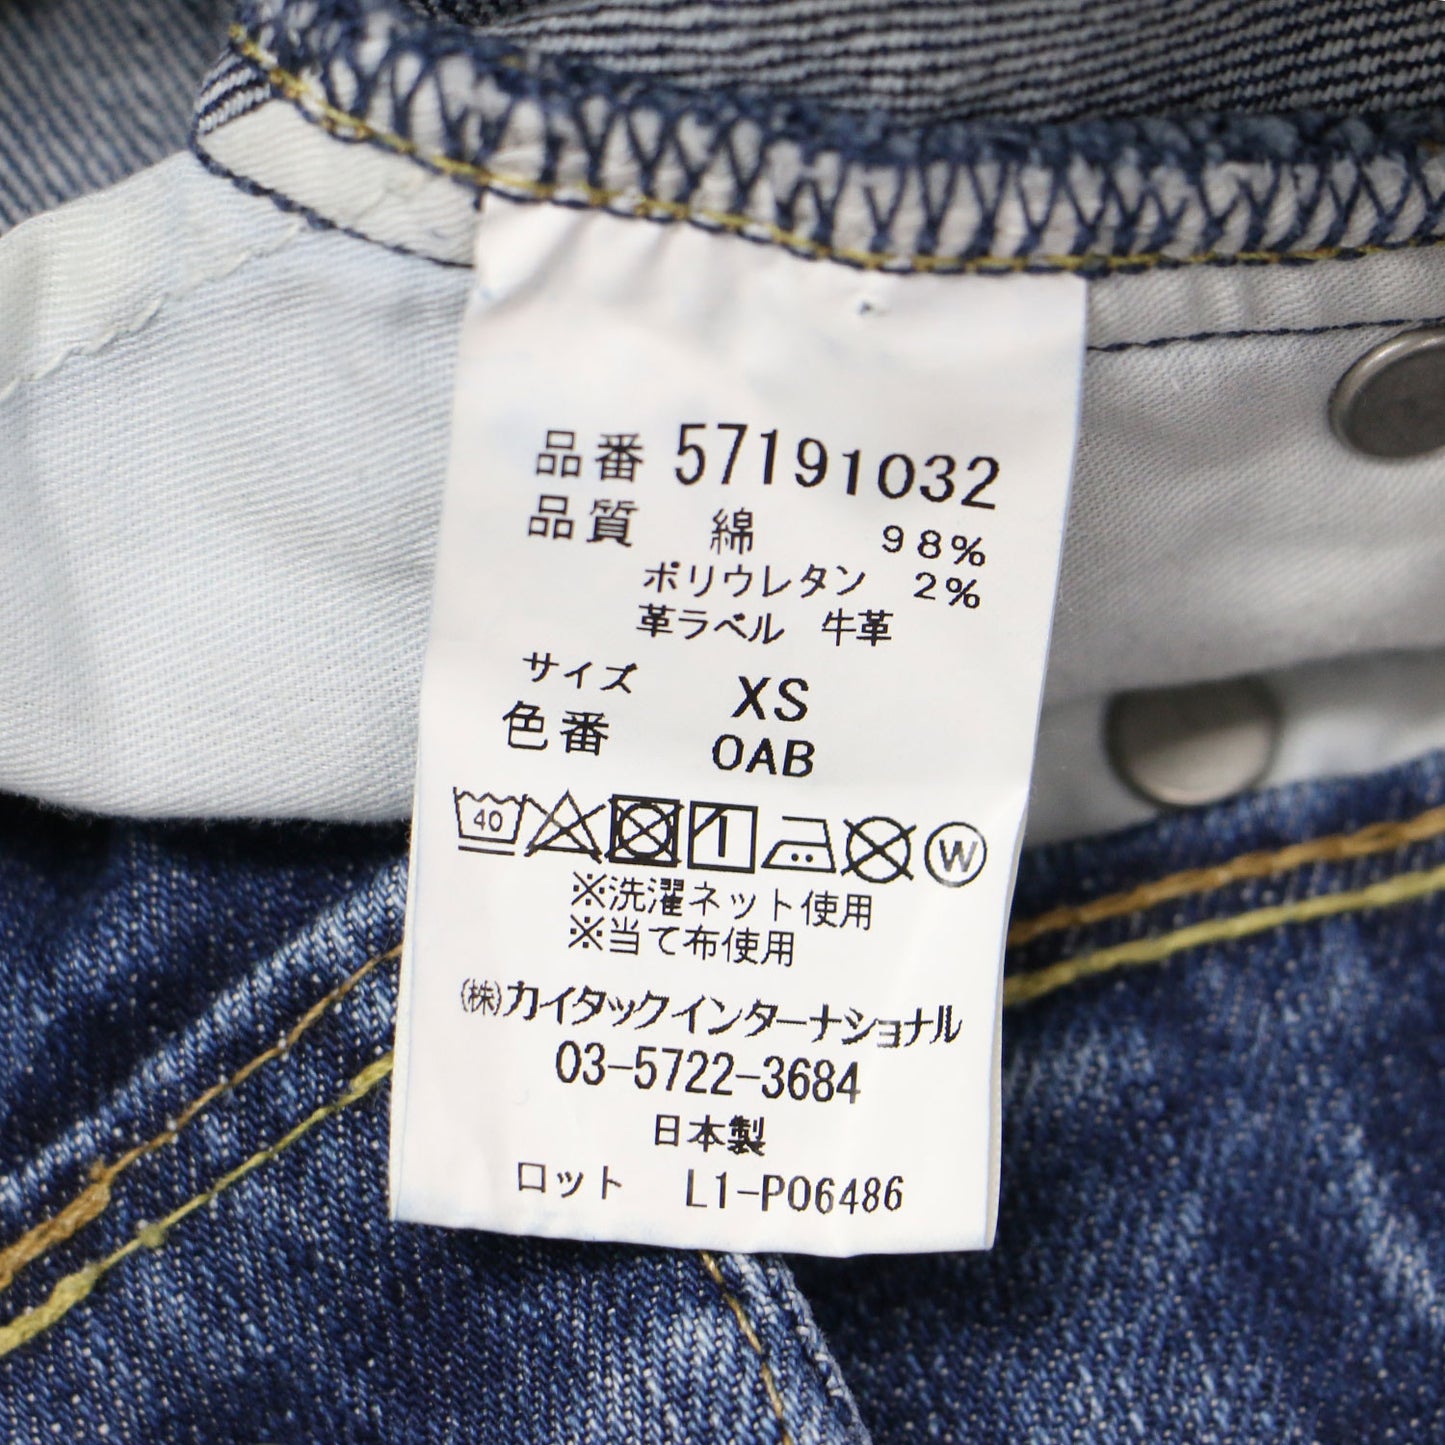 品番 57191032
品質 綿 98%
ポリウレタン 2%
革ラベル 牛革
サイズ XS
色番 0AB
40 1 W
※洗濯ネット使用
※当て布使用
(株)カイタックインターナショナル
03-5722-3684
日本製
ロット L1-P06486